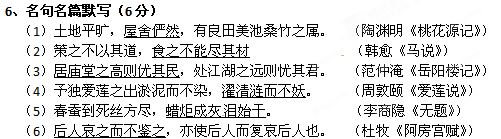 6、名句名篇默写（6分）
（1）土地平旷，屋舍俨然，有良田美池桑竹之属。（陶渊明《桃花源记》）
（2）策之不以其道，食之不能尽其材（韩愈《马说》）
（3）居庙堂之高则忧其民，处江湖之远则忧其君。（范仲淹《岳阳楼记》）
（4）予独爱莲之出淤泥而不染，濯清涟而不妖。（周敦颐《爱莲说》）
（5）春蚕到死丝方尽，蜡炬成灰泪始干。（李商隐《无题》）
（6）后人哀之而不鉴之，亦使后人而复哀后人也。（杜牧《阿房宫赋》）